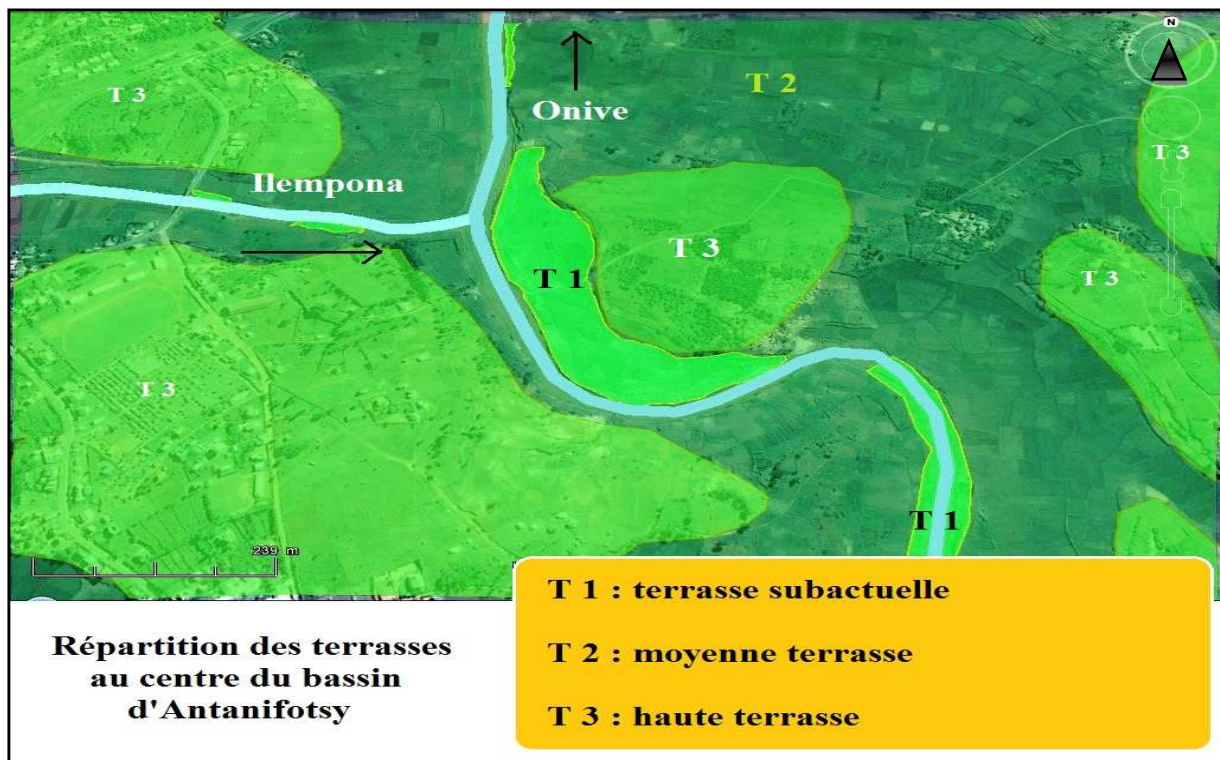 N
T 3
T 2
Onive
T 3
Ilempona
T 3
T 1
T 3
T 3
T 1
239 m
T 1 : terrasse subactuelle
T 2 : moyenne terrasse
T 3 : haute terrasse
Répartition des terrasses
au centre du bassin
d'Antanifotsy